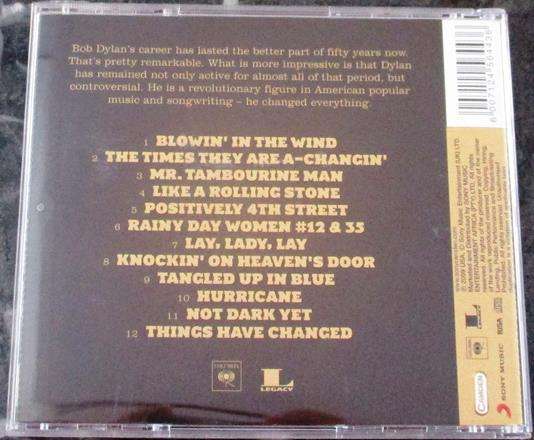 Bob Dylan's career has lasted the better part of fifty years now.
That's pretty remarkable. What is more impressive is that Dylan
has remained not only active for almost all of that period, but
controversial. He is a revolutionary figure in American popular
music and songwriting – he changed everything.
1 BLOWIN' IN THE WIND
2 THE TIMES THEY ARE A-CHANGIN'
3 MR. TAMBOURINE MAN
4 LIKE A ROLLING STONE
5 POSITIVELY 4TH STREET
6 RAINY DAY WOMEN #12 & 35
7 LAY, LADY, LAY
8 KNOCKIN' ON HEAVEN'S DOOR
9 TANGLED UP IN BLUE
10 HURRICANE
11 NOT DARK YET
12 THINGS HAVE CHANGED
COLUMBIA
LEGACY
LEGACY
RISA
CAMDEN
SONY MUSIC